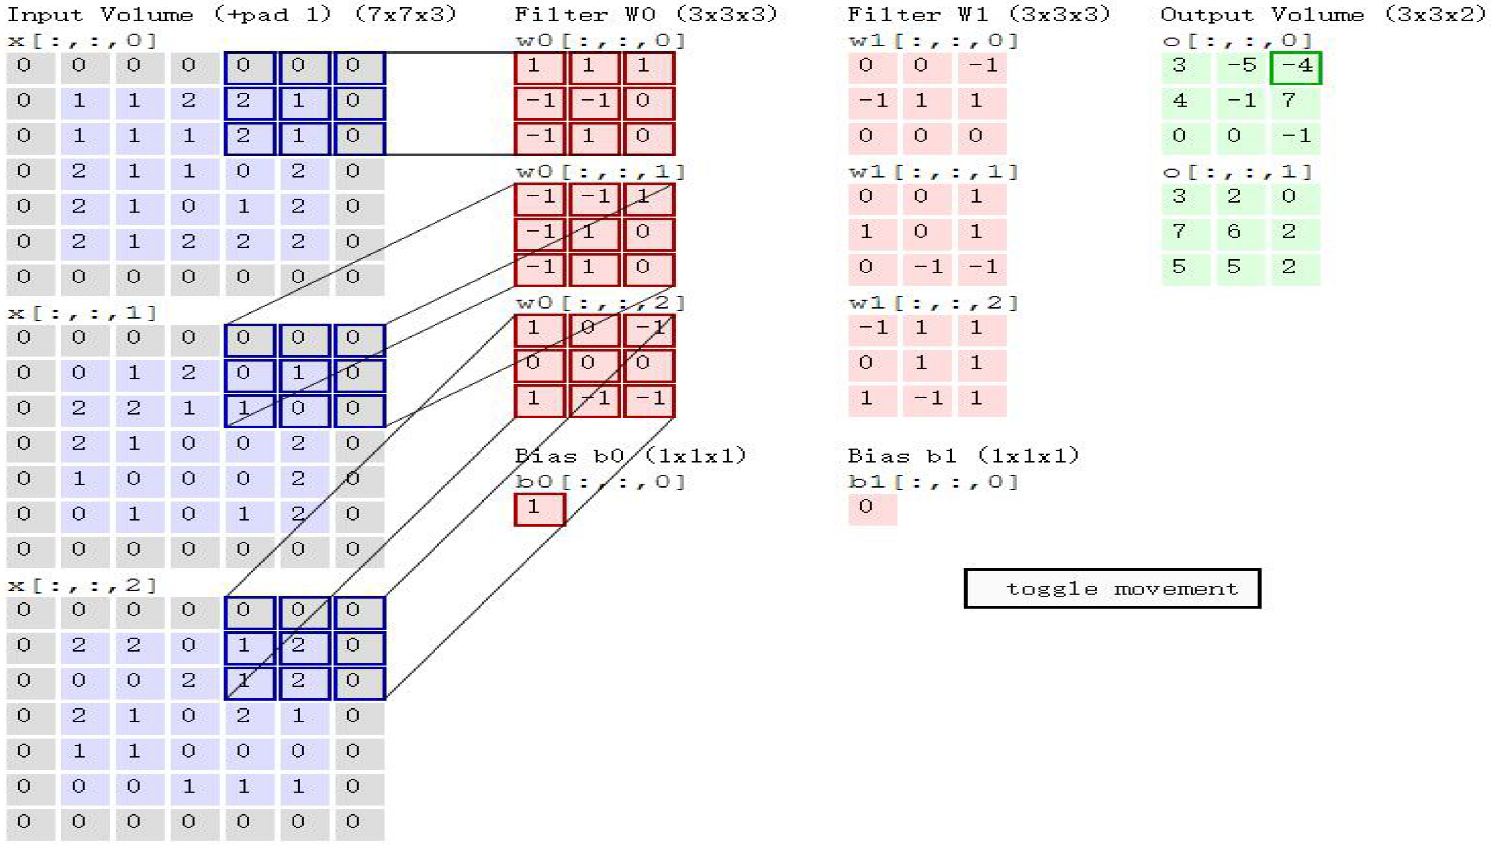 Input Volume (+pad 1) (7x7x3)
x[:,:,0]
0 0 0 0 0 0 0
0 1 1 2 2 1 0
0 1 1 1 2 1 0
0 2 1 1 0 2 0
0 2 1 0 1 2 0
0 2 1 2 2 2 0
0 0 0 0 0 0 0
x[:,:,1]
0 0 0 0 0 0 0
0 0 1 2 0 1 0
0 2 2 1 1 0 0
0 2 1 0 0 2 0
0 1 0 0 0 2 0
0 0 1 0 1 2 0
0 0 0 0 0 0 0
x[:,:,2]
0 0 0 0 0 0 0
0 2 2 0 1 2 0
0 0 0 2 1 2 0
0 2 1 0 2 1 0
0 1 1 0 0 0 0
0 0 0 1 1 1 0
0 0 0 0 0 0 0
Filter W0 (3x3x3)
w0[:,:,0]
1 1 1
-1 -1 0
-1 1 0
w0[:,:,1]
-1 -1 1
-1 1 0
-1 1 0
w0[:,:,2]
1 0 -1
0 0 0
1 -1 -1
Bias b0 (1x1x1)
b0[:,:,0]
1
Filter W1 (3x3x3)
w1[:,:,0]
0 0 -1
-1 1 1
0 0 0
w1[:,:,1]
0 0 1
1 0 1
0 -1 -1
w1[:,:,2]
-1 1 1
0 1 1
1 -1 1
Bias b1 (1x1x1)
b1[:,:,0]
0
Output Volume (3x3x2)
o[:,:,0]
3 -5 -4
4 -1 7
0 0 -1
o[:,:,1]
3 2 0
7 6 2
5 5 2
toggle movement